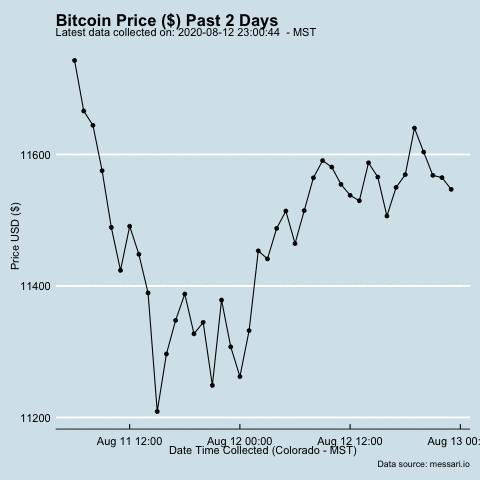 Bitcoin Price ($) Past 2 Days
Latest data collected on: 2020-08-12 23:00:44 - MST
Price USD ($)
11600
11400
11200
Aug 11 12:00 Aug 12 00:00 Aug 12 12:00 Aug 13 00:
Date Time Collected (Colorado - MST)
Data source: messari.io